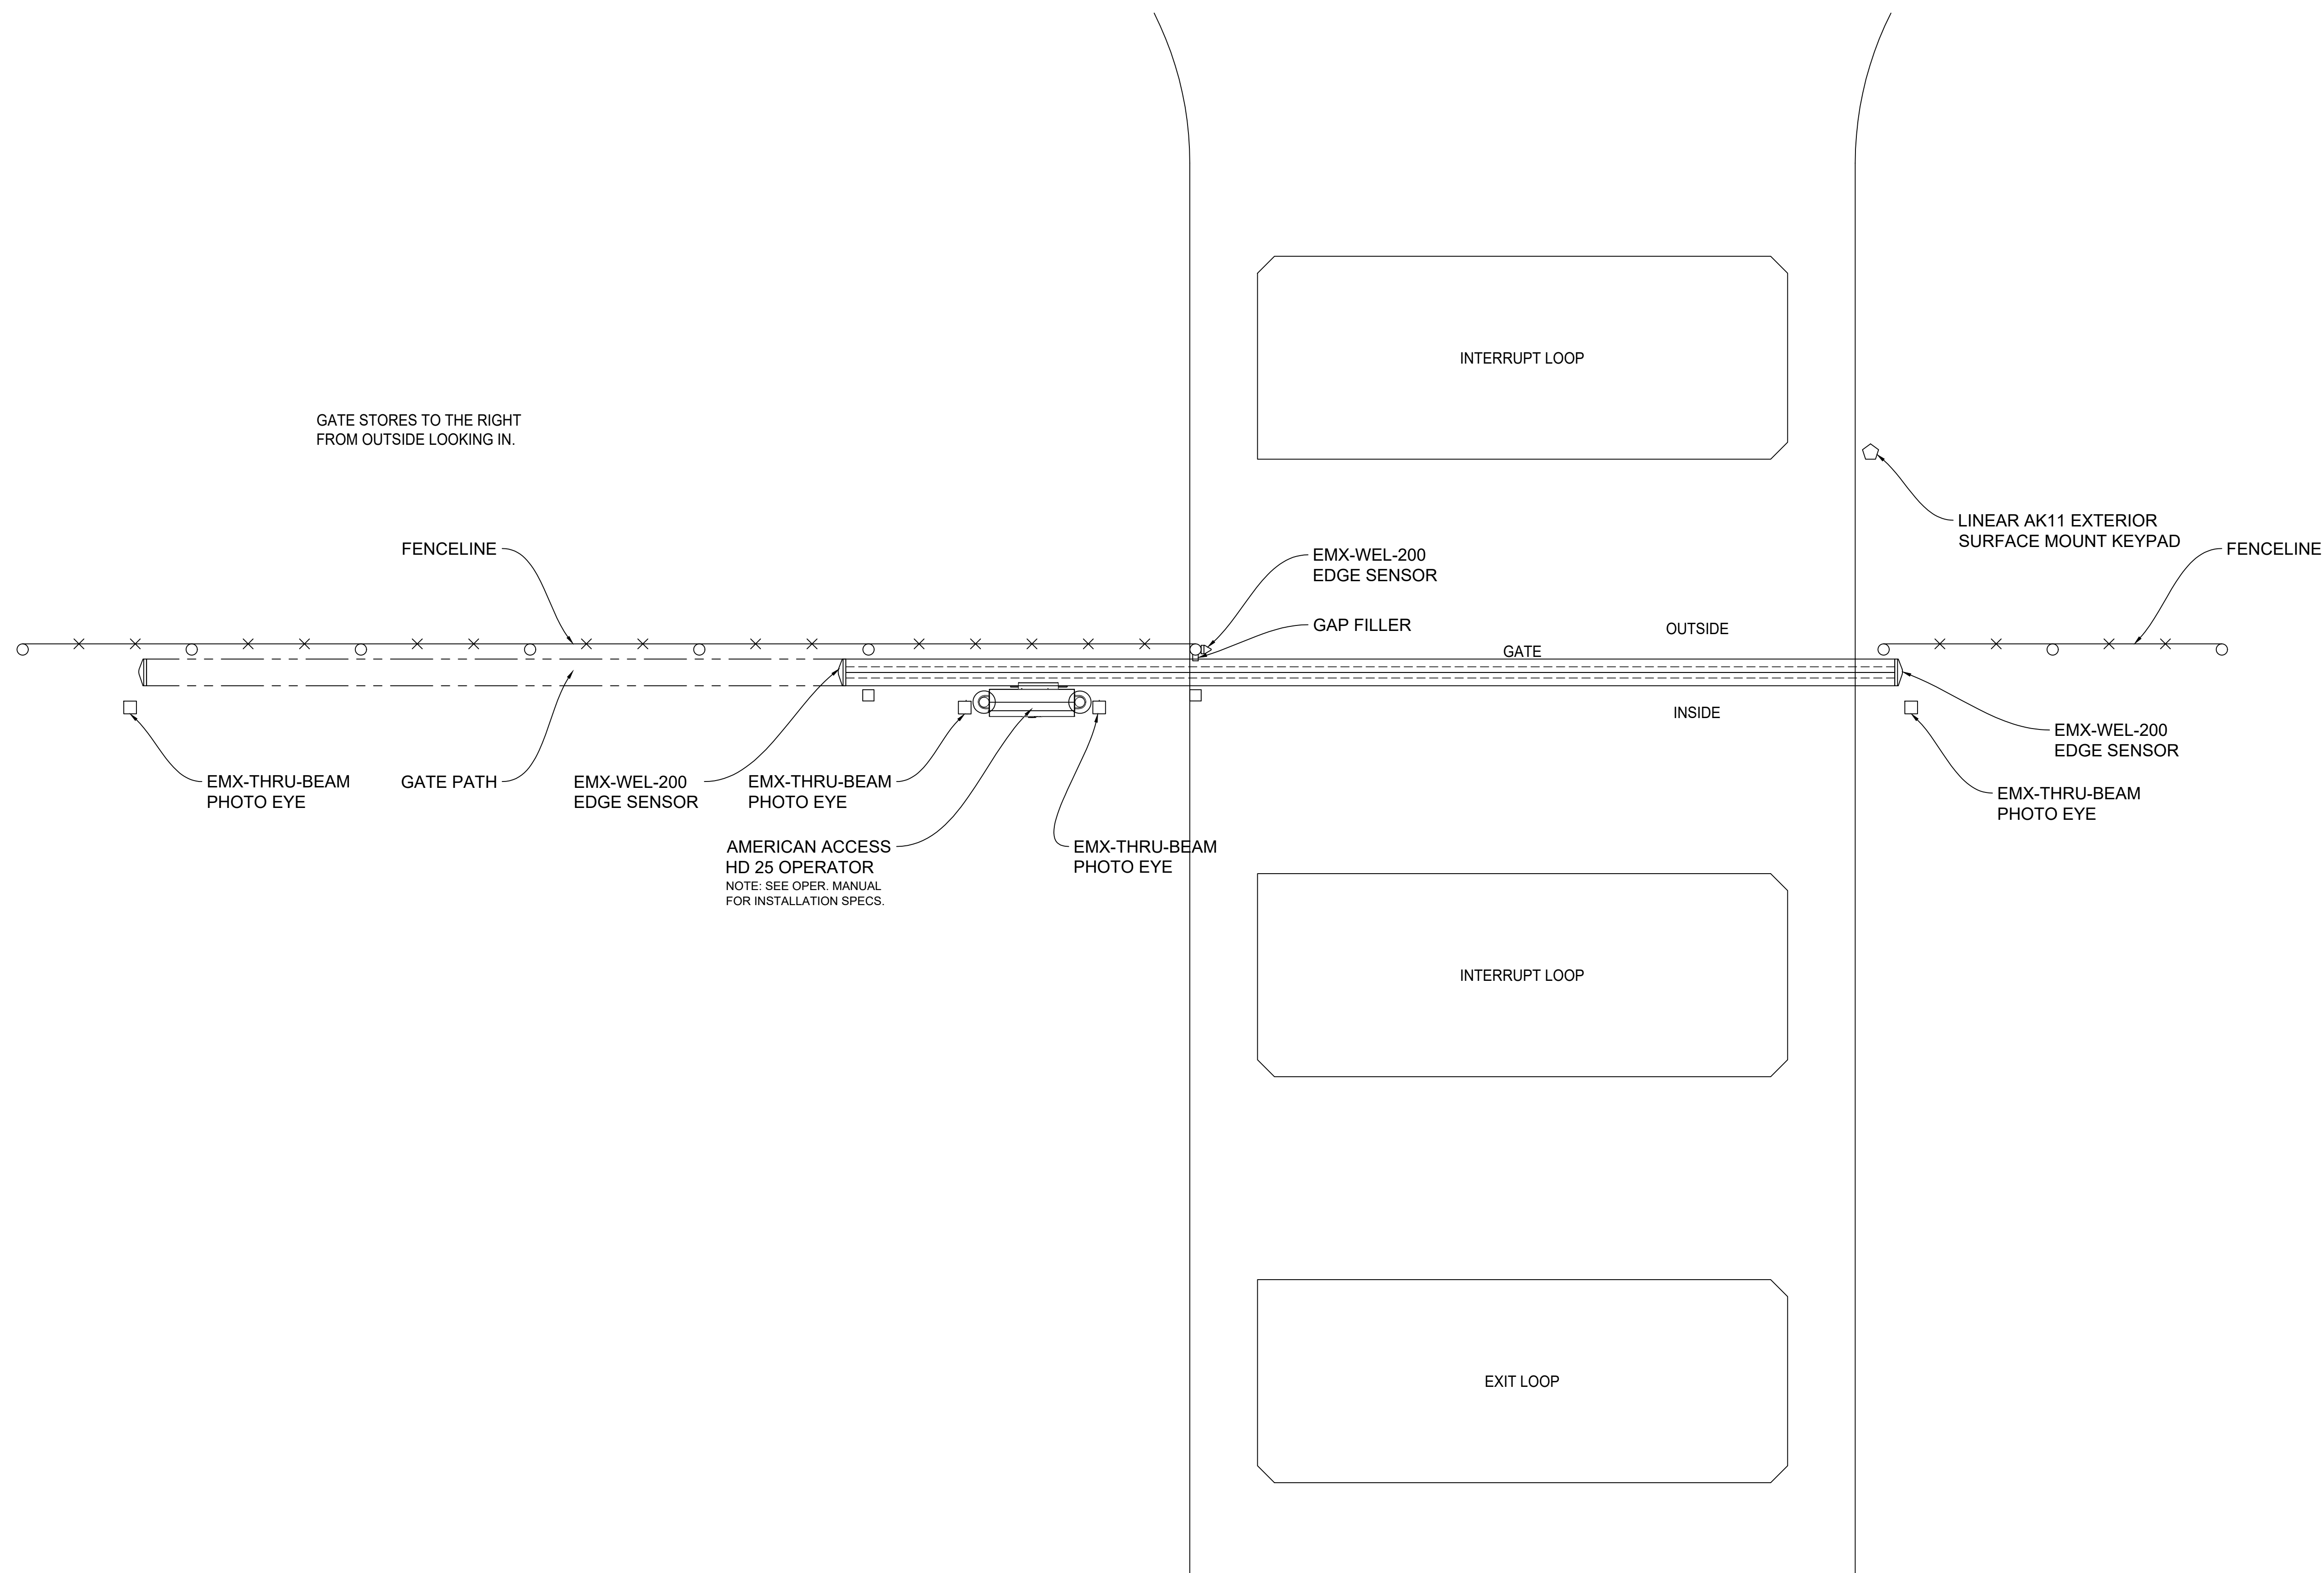 INTERRUPT LOOP
GATE STORES TO THE RIGHT
FROM OUTSIDE LOOKING IN.
LINEAR AK11 EXTERIOR
SURFACE MOUNT KEYPAD
FENCELINE
EMX-WEL-200
EDGE SENSOR
FENCELINE
GAP FILLER
OUTSIDE
GATE
INSIDE
EMX-WEL-200
EDGE SENSOR
EMX-THRU-BEAM
PHOTO EYE
GATE PATH
EMX-WEL-200
EDGE SENSOR
EMX-THRU-BEAM
PHOTO EYE
EMX-THRU-BEAM
PHOTO EYE
AMERICAN ACCESS
HD 25 OPERATOR
NOTE: SEE OPER. MANUAL
FOR INSTALLATION SPECS.
EMX-THRU-BEAM
PHOTO EYE
INTERRUPT LOOP
EXIT LOOP